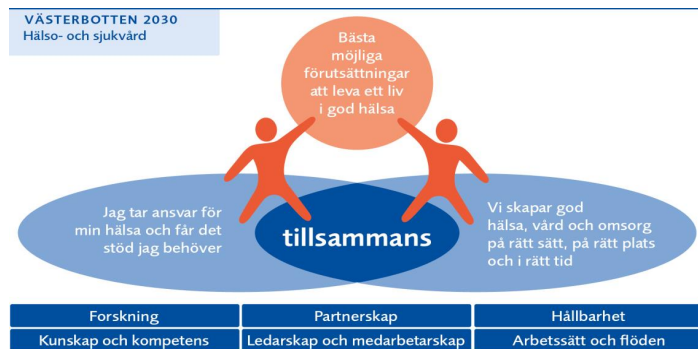 VÄSTERBOTTEN 2030
Hälso- och sjukvård
Bästa
möjliga
förutsättningar
att leva ett liv
i god hälsa
Jag tar ansvar för
min hälsa och får det
stöd jag behöver
tillsammans
Vi skapar god
hälsa, vård och omsorg
på rätt sätt, på rätt plats
och i rätt tid
Forskning
Partnerskap
Hållbarhet
Kunskap och kompetens
Ledarskap och medarbetarskap
Arbetssätt och flöden